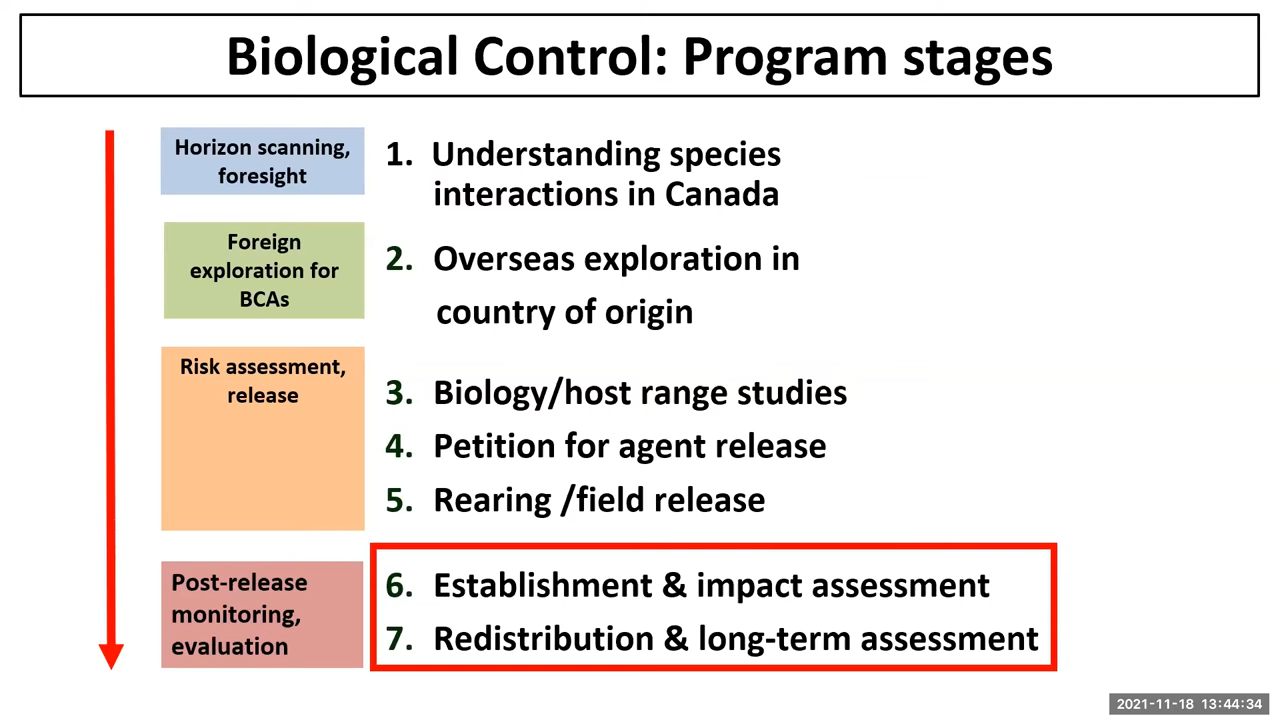 Biological Control: Program stages
Horizon scanning,
foresight
1. Understanding species
interactions in Canada
Foreign
exploration for
BCAs
2. Overseas exploration in
country of origin
Risk assessment,
release
3. Biology/host range studies
4. Petition for agent release
5. Rearing /field release
Post-release
monitoring,
evaluation
6. Establishment & impact assessment
7. Redistribution & long-term assessment
2021-11-18 13:44:34